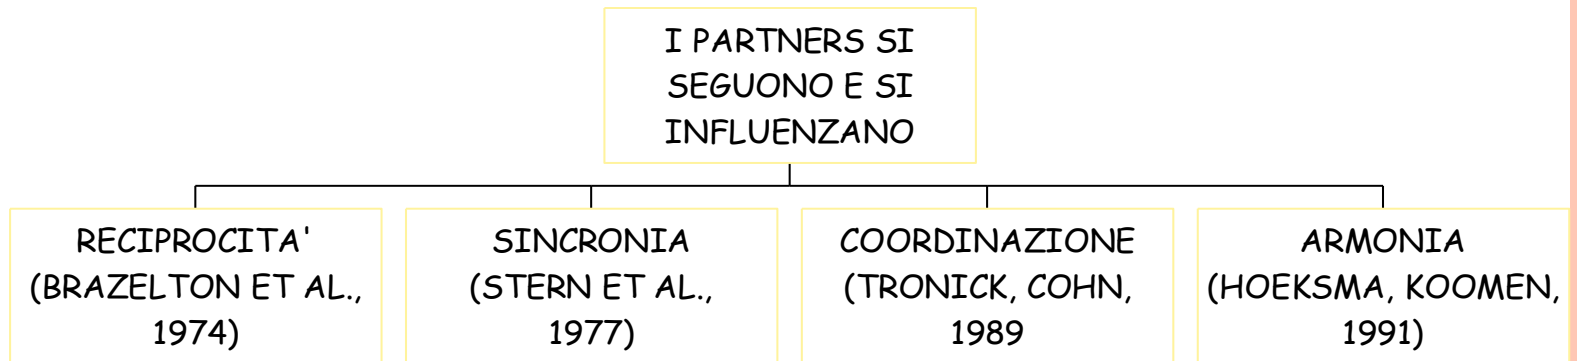 I PARTNERS SI
SEGUONO E SI
INFLUENZANO
RECIPROCITA'
(BRAZELTON ET AL.,
1974)
SINCRONIA
(STERN ET AL.,
1977)
COORDINAZIONE
(TRONICK, COHN,
1989
ARMONIA
(HOEKSMA, KOOMEN,
1991)